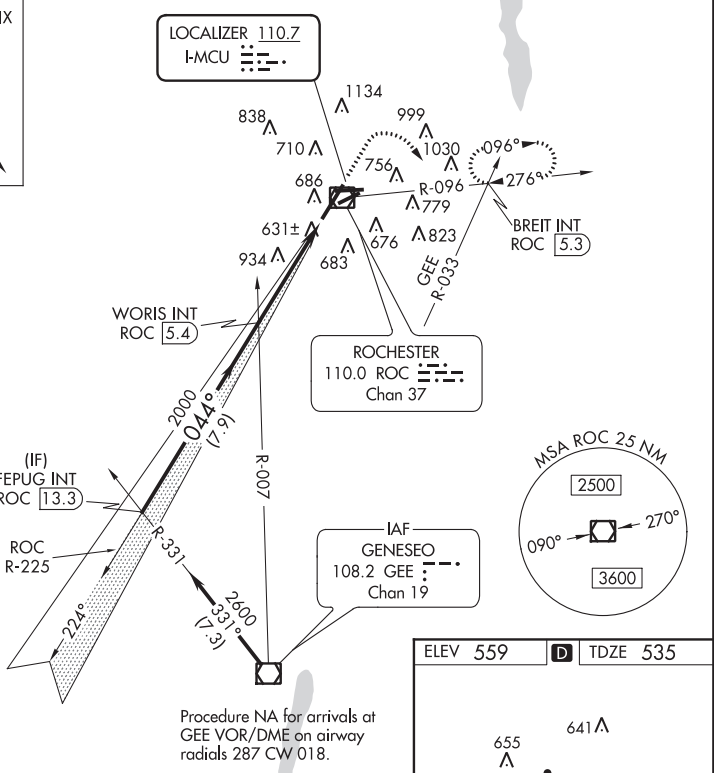 LOCALIZER 110.7
I-MCU
1134
838
999
710
1030
096°
756
R-096
276°
686
779
BREIT INT
ROC 5.3
631±
676
823
934
683
GEE
R-033
WORIS INT
ROC 5.4
ROCHESTER
110.0 ROC
Chan 37
2000
044°
(7.9)
MSA ROC 25 NM
2500
090°
270°
3600
(IF)
FEPUG INT
ROC 13.3
R-007
ROC
R-225
R-331
IAF
GENESEO
108.2 GEE
Chan 19
2600
331°
(7.3)
224°
ELEV 559
D
TDZE 535
Procedure NA for arrivals at
GEE VOR/DME on airway
radials 287 CW 018.
641
655